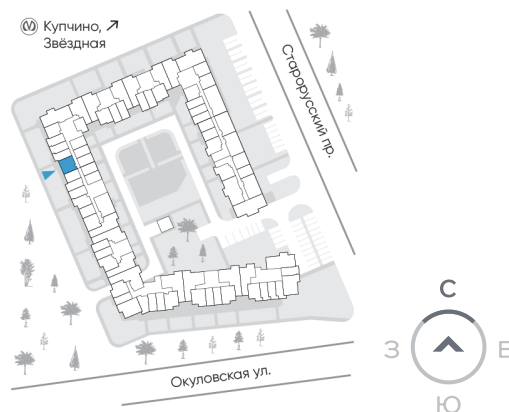 Купчино, ↗
Звёздная
Старорусский пр.
Окуловская ул.
С
З
В
Ю